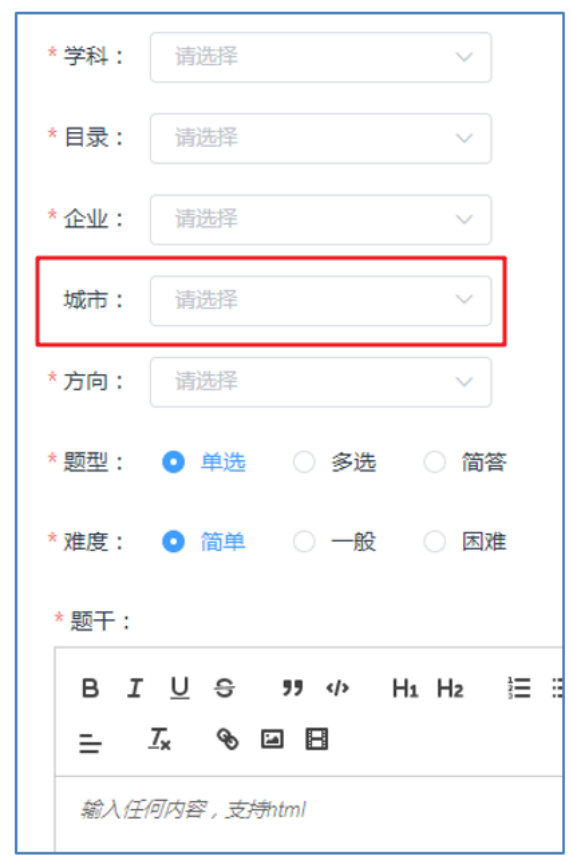 * 学科： 请选择
* 目录： 请选择
* 企业： 请选择
城市： 请选择
* 方向： 请选择
* 题型： 单选 多选 简答
* 难度： 简单 一般 困难
* 题干：
B I U S ” </> H1 H2
Tx
输入任何内容，支持html